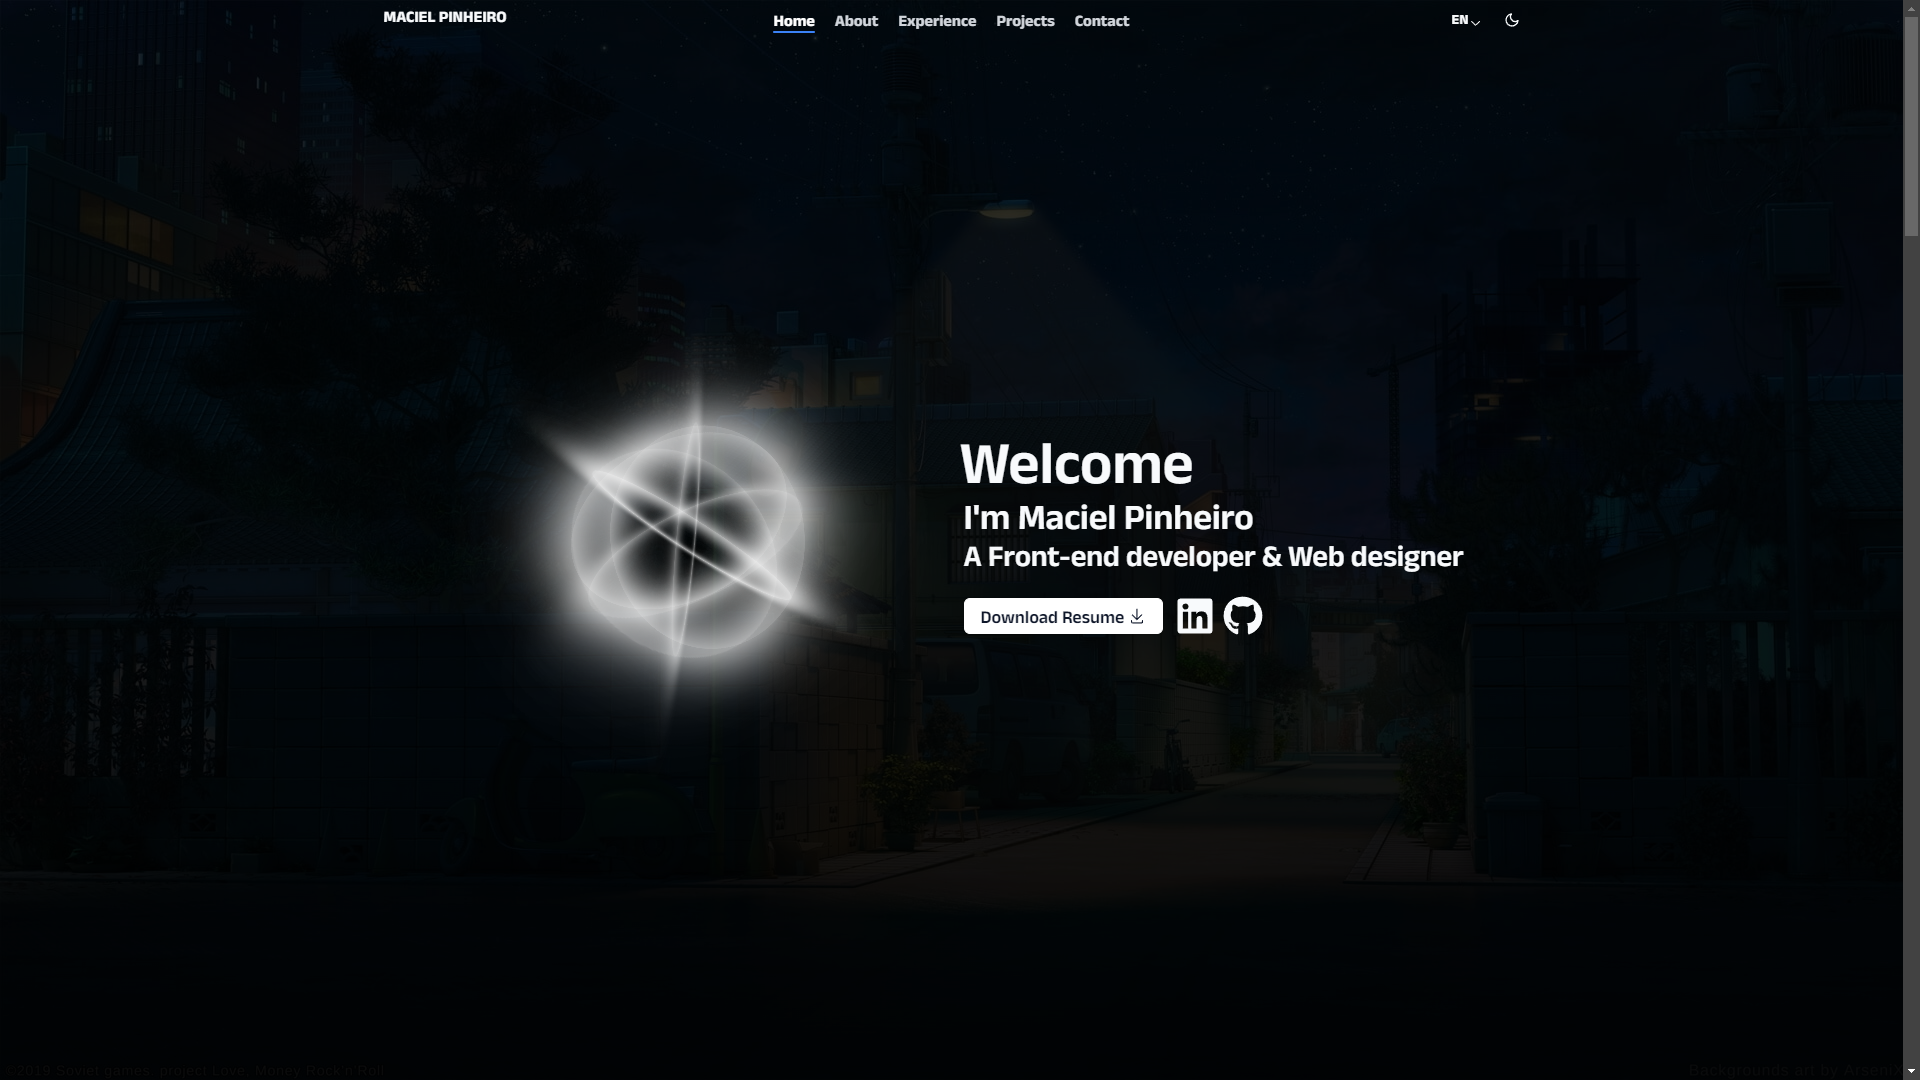 MACIEL PINHEIRO
Home About Experience Projects Contact
EN
Welcome
I'm Maciel Pinheiro
A Front-end developer & Web designer
Download Resume
in
©2019 Soviet games, project Love, Money, Rock'n'Roll
Backgrounds art by